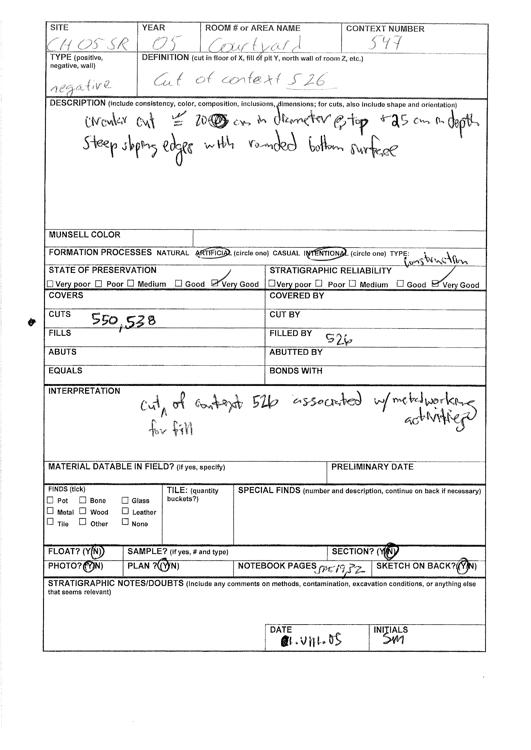 SITE YEAR ROOM # or AREA NAME CONTEXT NUMBER
CH 05 SR 05 Courtyard 547
TYPE (positive, negative, wall) DEFINITION (cut in floor of X, fill of pit Y, north wall of room Z, etc.)
negative Cut of context 526
DESCRIPTION (include consistency, color, composition, inclusions, dimensions; for cuts, also include shape and orientation)
circular cut cm in diameter @ top + 25 cm in depth
Steep sloping edges with rounded bottom surface
MUNSELL COLOR
FORMATION PROCESSES NATURAL ARTIFICIAL (circle one) CASUAL INTENTIONAL (circle one) TYPE: Construction
STATE OF PRESERVATION STRATIGRAPHIC RELIABILITY
☐ Very poor ☐ Poor ☐ Medium ☐ Good ☑ Very Good ☐ Very poor ☐ Poor ☐ Medium ☐ Good ☑ Very Good
COVERS COVERED BY
CUTS 550, 538 CUT BY
FILLS FILLED BY 526
ABUTS ABUTTED BY
EQUALS BONDS WITH
INTERPRETATION
cut of context 526 associated w/ metalworking
for fill activities
MATERIAL DATABLE IN FIELD? (if yes, specify) PRELIMINARY DATE
FINDS (tick) TILE: (quantity buckets?) SPECIAL FINDS (number and description, continue on back if necessary)
☐ Pot ☐ Bone ☐ Glass
☐ Metal ☐ Wood ☐ Leather
☐ Tile ☐ Other ☐ None
FLOAT? (Y/N) SAMPLE? (if yes, # and type) SECTION? (Y/N)
PHOTO? (Y/N) PLAN ? (Y/N) NOTEBOOK PAGES 32 SKETCH ON BACK? (Y/N)
STRATIGRAPHIC NOTES/DOUBTS (Include any comments on methods, contamination, excavation conditions, or anything else
that seems relevant)
DATE INITIALS
.VIII.05 SM